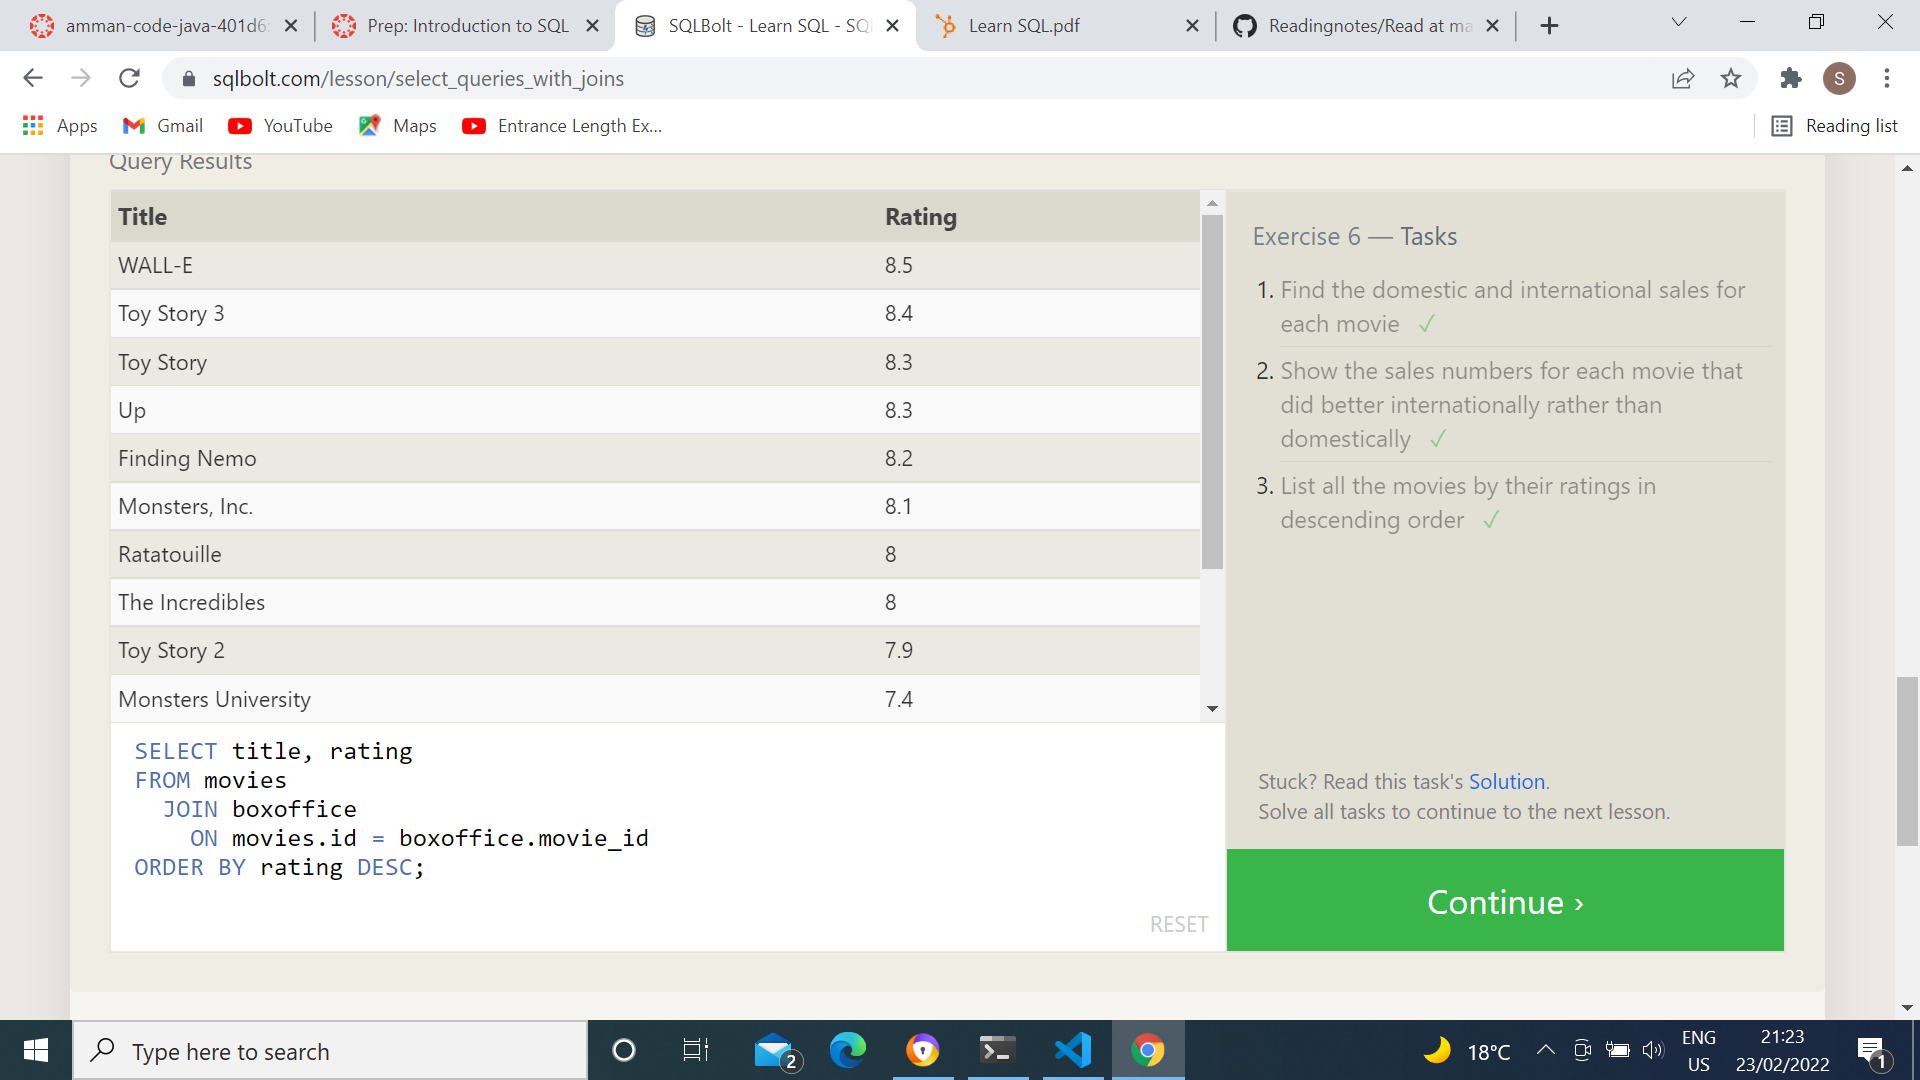 amman-code-java-401d6
Prep: Introduction to SQL
SQLBolt - Learn SQL - SQ
Learn SQL.pdf
Readingnotes/Read at ma
sqlbolt.com/lesson/select_queries_with_joins
S
Apps
Gmail
YouTube
Maps
Entrance Length Ex...
Reading list
Query Results
Title Rating
WALL-E 8.5
Toy Story 3 8.4
Toy Story 8.3
Up 8.3
Finding Nemo 8.2
Monsters, Inc. 8.1
Ratatouille 8
The Incredibles 8
Toy Story 2 7.9
Monsters University 7.4
SELECT title, rating
FROM movies
JOIN boxoffice
ON movies.id = boxoffice.movie_id
ORDER BY rating DESC;
RESET
Exercise 6 — Tasks
1. Find the domestic and international sales for
each movie ✓
2. Show the sales numbers for each movie that
did better internationally rather than
domestically ✓
3. List all the movies by their ratings in
descending order ✓
Stuck? Read this task's Solution.
Solve all tasks to continue to the next lesson.
Continue ›
Type here to search
2
18°C
ENG
US
21:23
23/02/2022
1